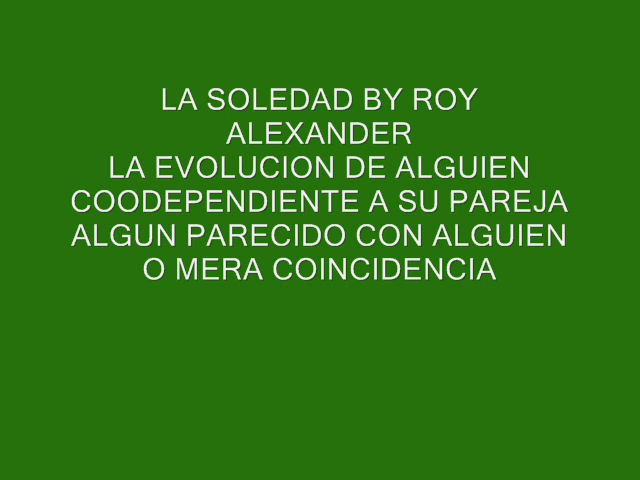 LA SOLEDAD BY ROY
ALEXANDER
LA EVOLUCION DE ALGUIEN
COODEPENDIENTE A SU PAREJA
ALGUN PARECIDO CON ALGUIEN
O MERA COINCIDENCIA